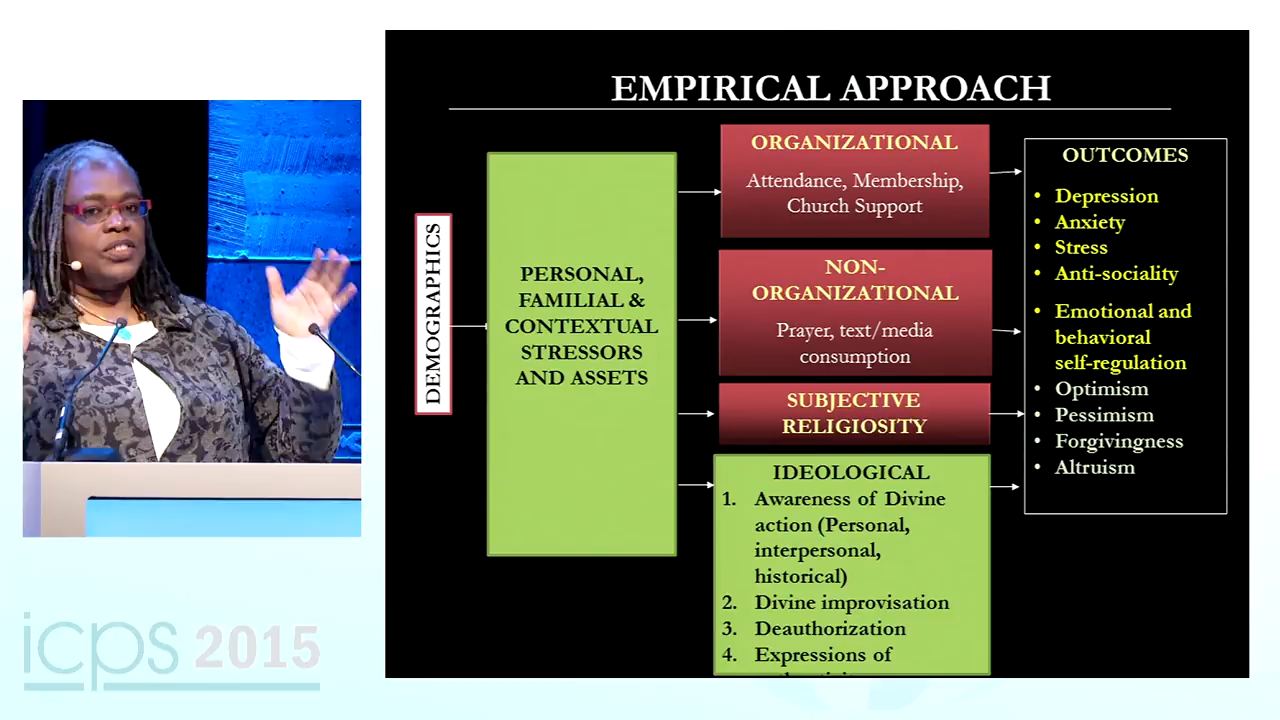 EMPIRICAL APPROACH
DEMOGRAPHICS
PERSONAL,
FAMILIAL &
CONTEXTUAL
STRESSORS
AND ASSETS
ORGANIZATIONAL
Attendance, Membership,
Church Support
NON-
ORGANIZATIONAL
Prayer, text/media
consumption
SUBJECTIVE
RELIGIOSITY
IDEOLOGICAL
1. Awareness of Divine
action (Personal,
interpersonal,
historical)
2. Divine improvisation
3. Deauthorization
4. Expressions of
OUTCOMES
• Depression
• Anxiety
• Stress
• Anti-sociality
• Emotional and
behavioral
self-regulation
• Optimism
• Pessimism
• Forgivingness
• Altruism
icps 2015